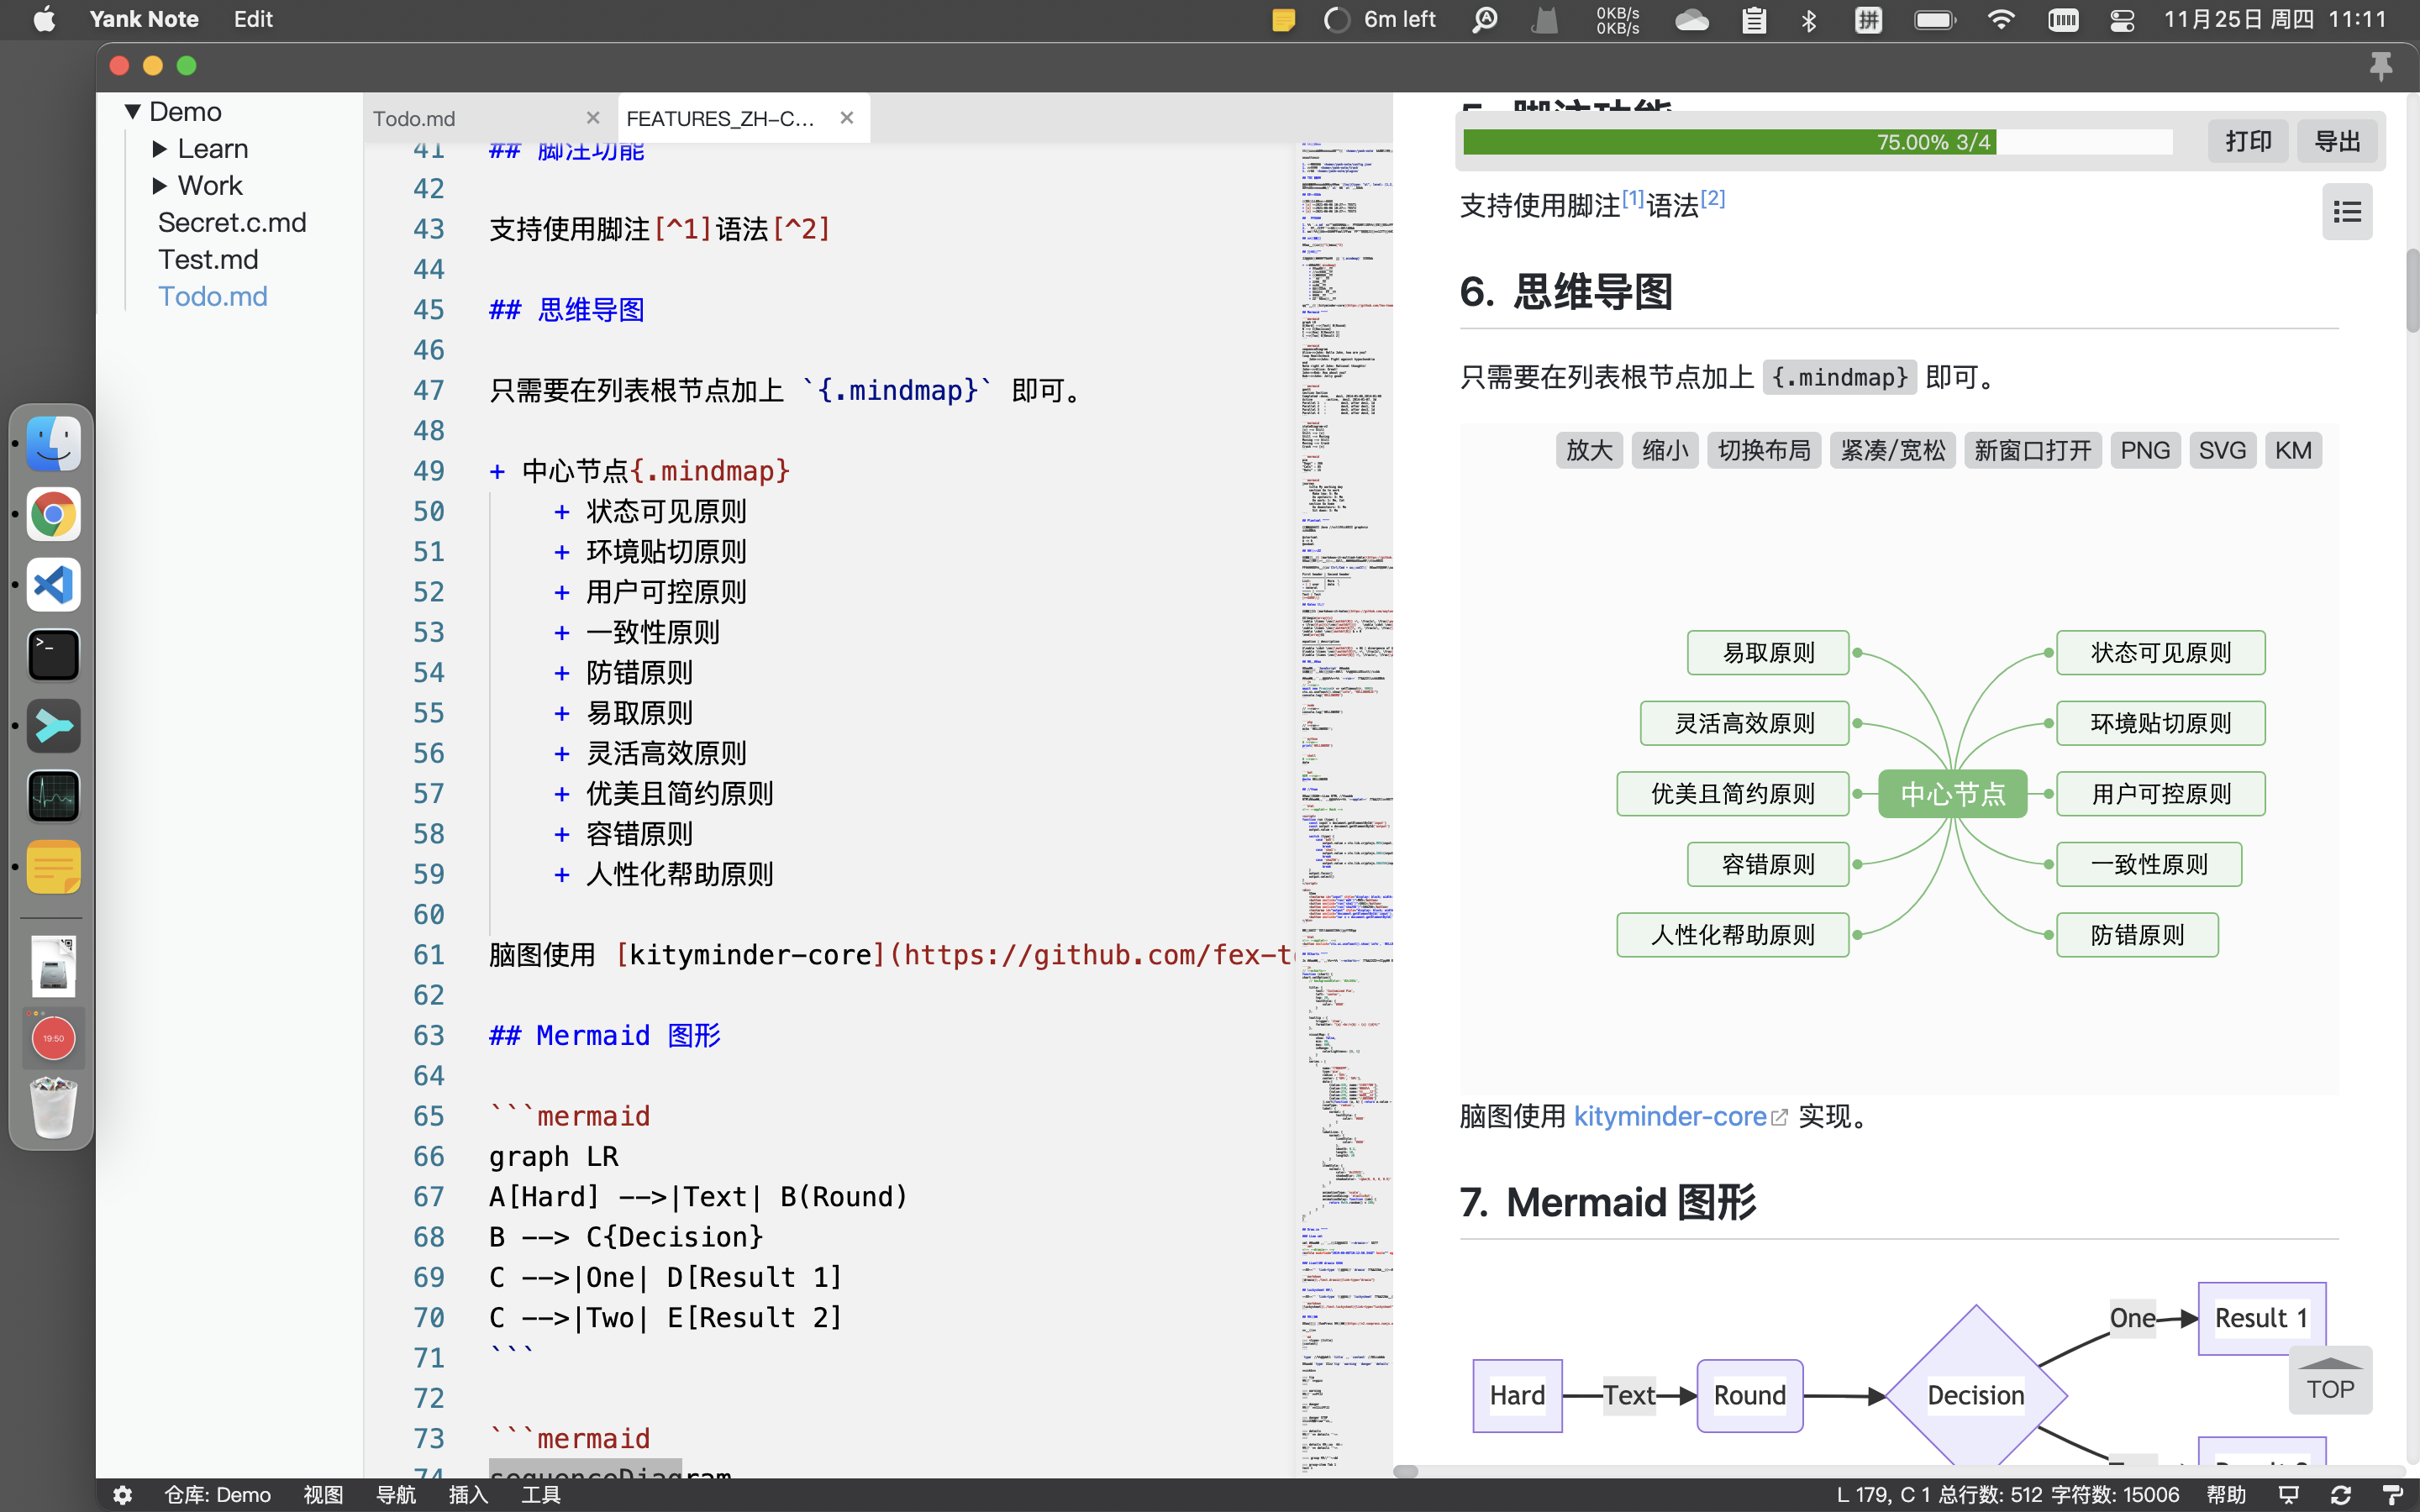 Yank Note Edit 6m left 0KB/s 0KB/s 拼 11月25日 周四 11:11
Demo
Learn
Work
Secret.c.md
Test.md
Todo.md
Todo.md FEATURES_ZH-C...
41 ## 脚注功能
42
43 支持使用脚注[^1]语法[^2]
44
45 ## 思维导图
46
47 只需要在列表根节点加上 `{.mindmap}` 即可。
48
49 + 中心节点{.mindmap}
50 + 状态可见原则
51 + 环境贴切原则
52 + 用户可控原则
53 + 一致性原则
54 + 防错原则
55 + 易取原则
56 + 灵活高效原则
57 + 优美且简约原则
58 + 容错原则
59 + 人性化帮助原则
60
61 脑图使用 [kityminder-core](https://github.com/fex-t
62
63 ## Mermaid 图形
64
65 ```mermaid
66 graph LR
67 A[Hard] -->|Text| B(Round)
68 B --> C{Decision}
69 C -->|One| D[Result 1]
70 C -->|Two| E[Result 2]
71 ```
72
73 ```mermaid
74 sequenceDiagram
5. 脚注功能
75.00% 3/4 打印 导出
支持使用脚注[1]语法[2]
6. 思维导图
只需要在列表根节点加上 {.mindmap} 即可。
放大 缩小 切换布局 紧凑/宽松 新窗口打开 PNG SVG KM
易取原则 状态可见原则
灵活高效原则 环境贴切原则
优美且简约原则 中心节点 用户可控原则
容错原则 一致性原则
人性化帮助原则 防错原则
脑图使用 kityminder-core 实现。
7. Mermaid 图形
One Result 1
Hard Text Round Decision
TOP
19:50
仓库: Demo 视图 导航 插入 工具 L 179, C 1 总行数: 512 字符数: 15006 帮助